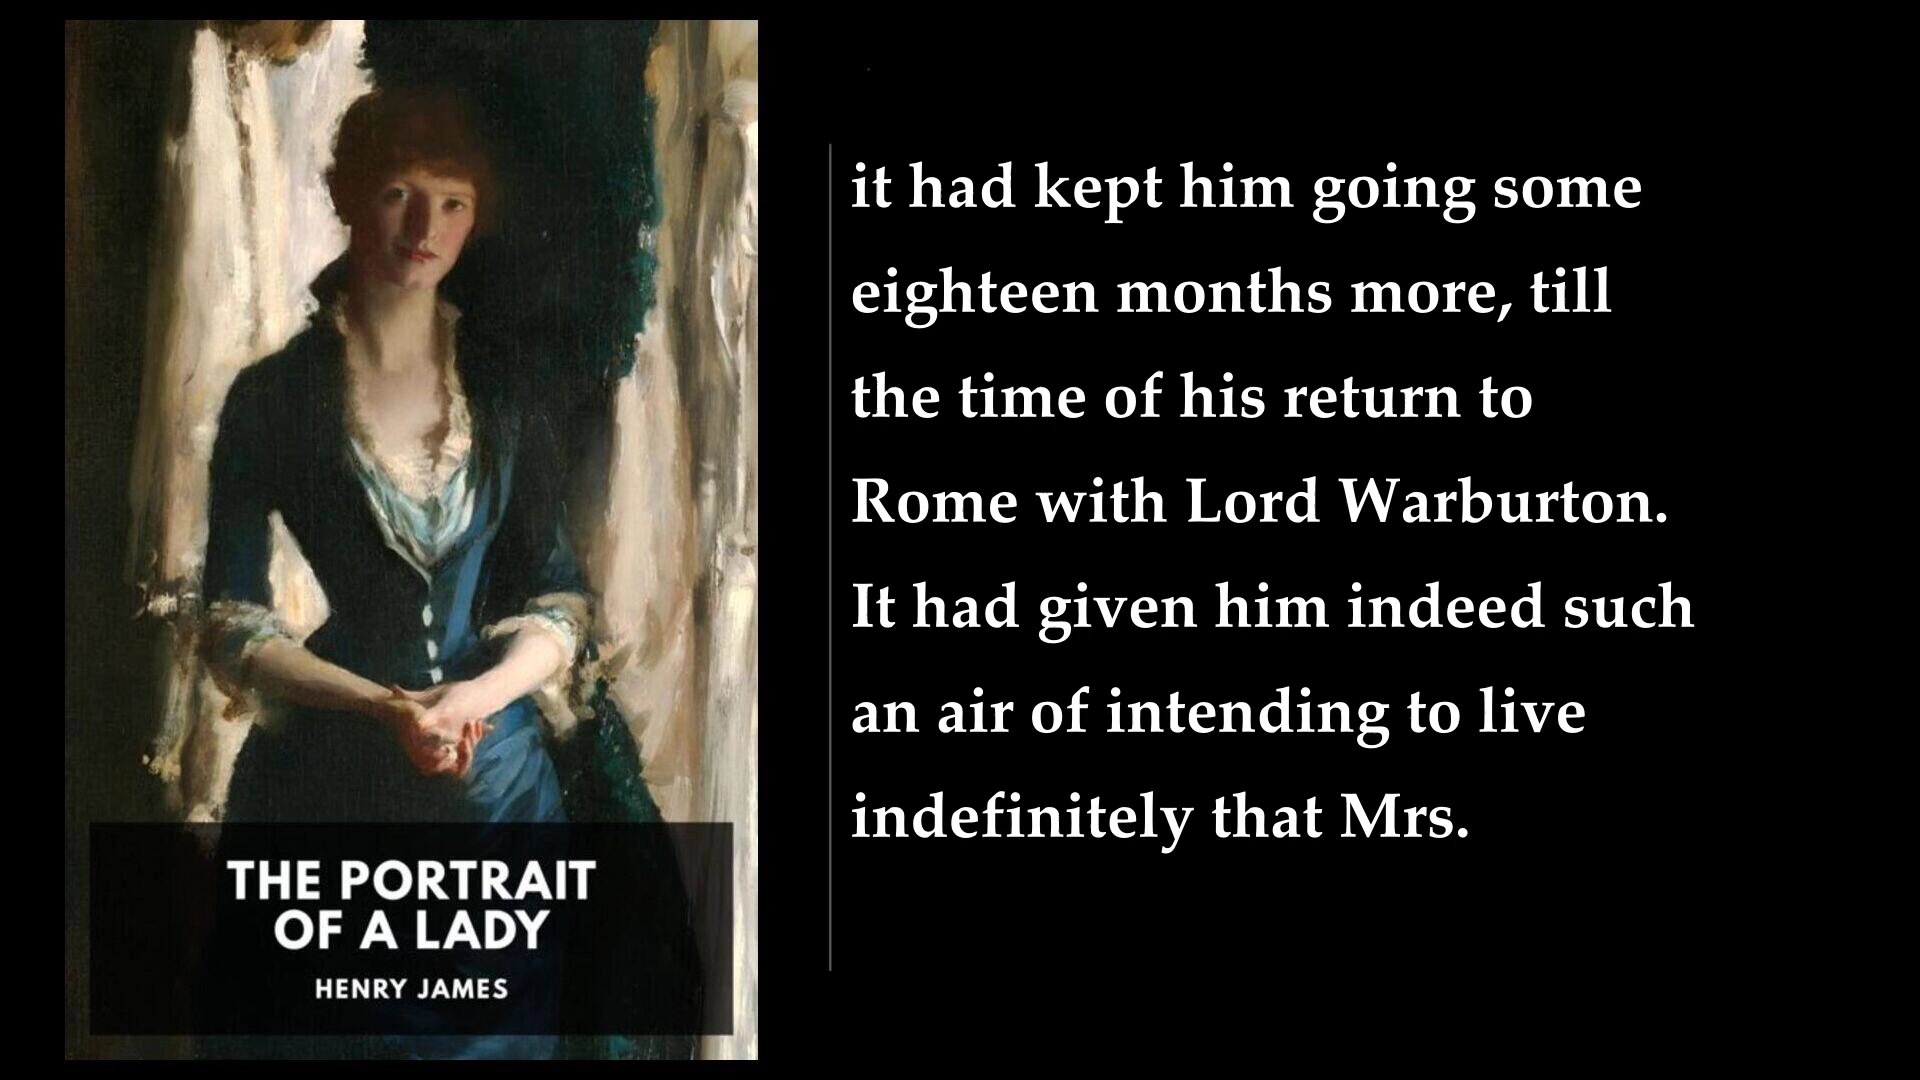 THE PORTRAIT
OF A LADY
HENRY JAMES
it had kept him going some
eighteen months more, till
the time of his return to
Rome with Lord Warburton.
It had given him indeed such
an air of intending to live
indefinitely that Mrs.